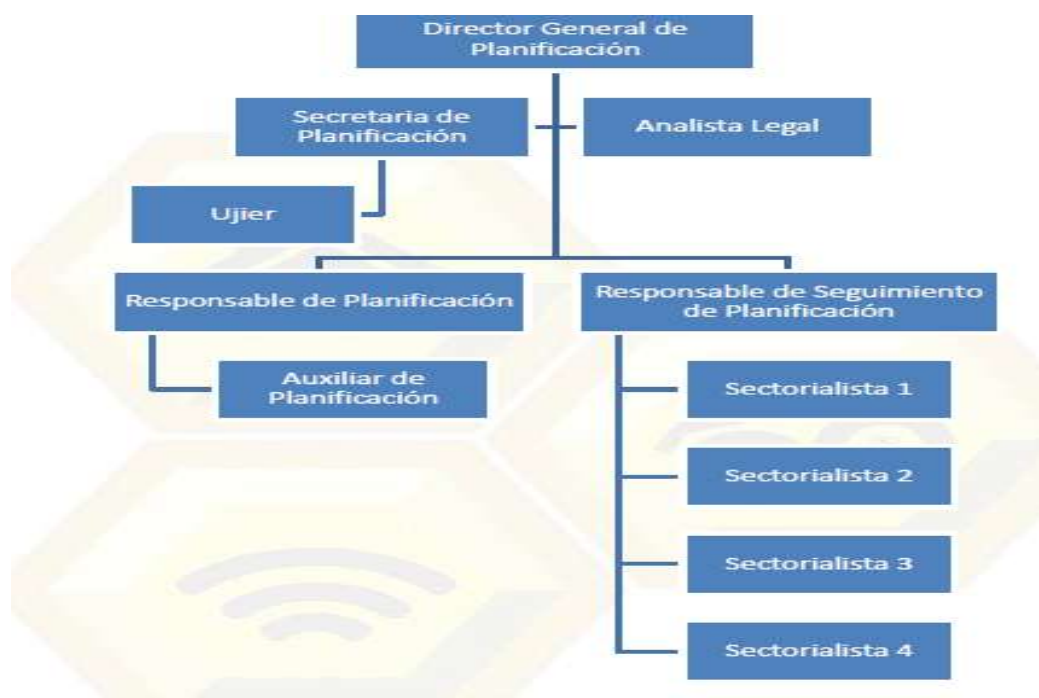 Director General de
Planificación
Secretaria de
Planificación
Analista Legal
Ujier
Responsable de Planificación
Responsable de Seguimiento
de Planificación
Auxiliar de
Planificación
Sectorialista 1
Sectorialista 2
Sectorialista 3
Sectorialista 4